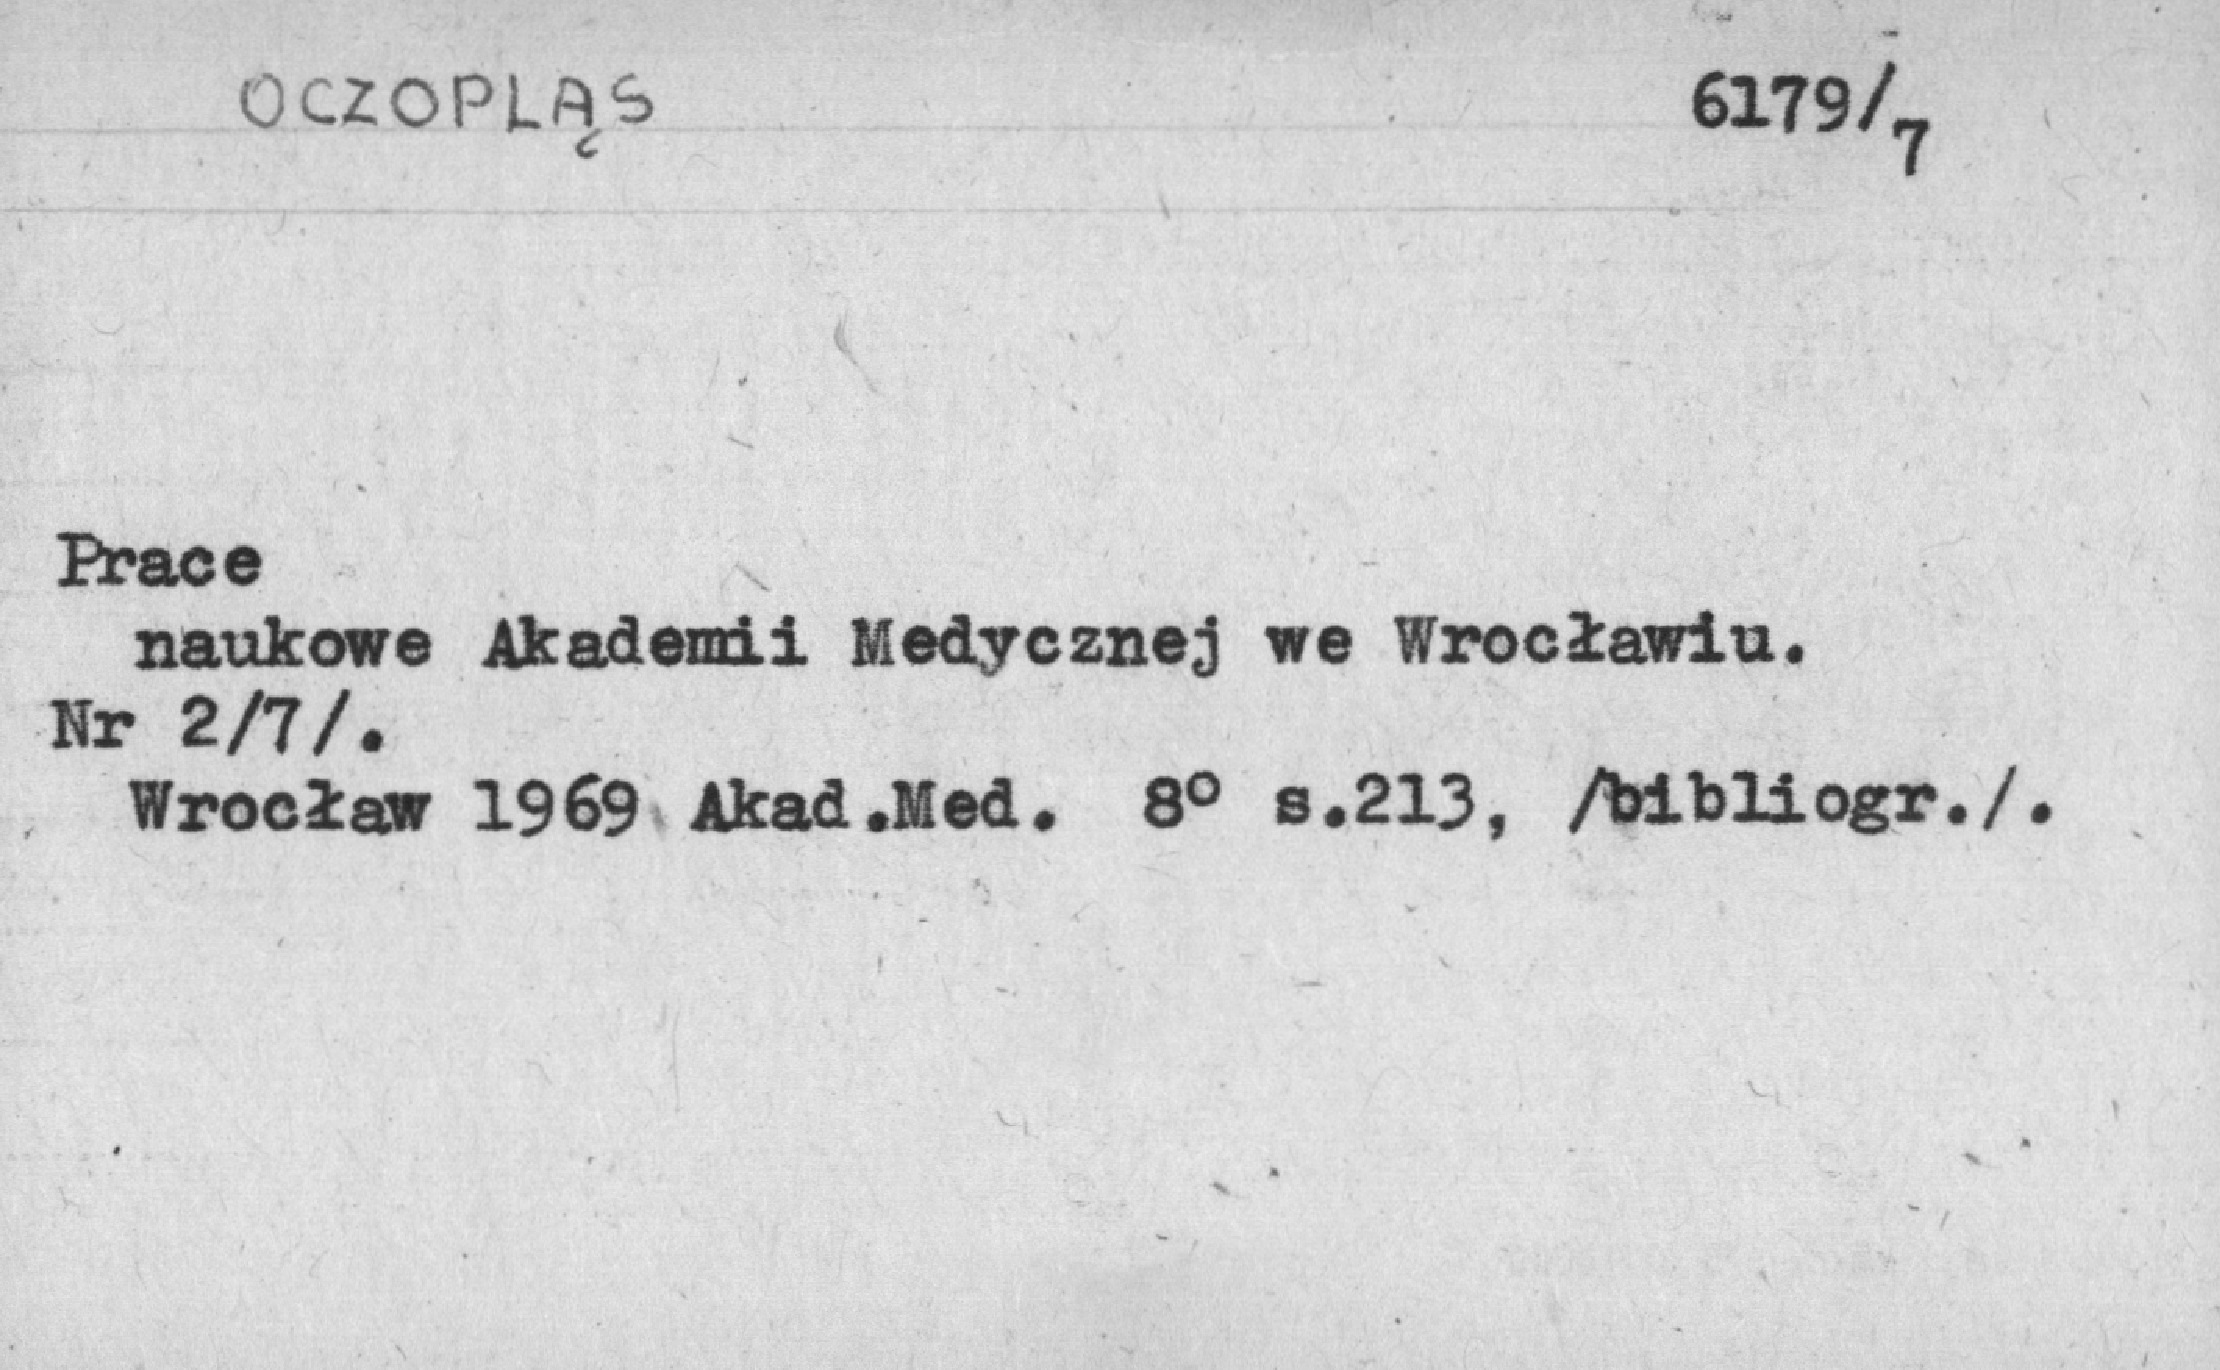 OCZOPLĄS
6179/7
Prace
naukowe Akademii Medycznej we Wrocławiu.
Nr 2/7/.
Wrocław 1969 Akad.Med. 8° s.213, /bibliogr./.